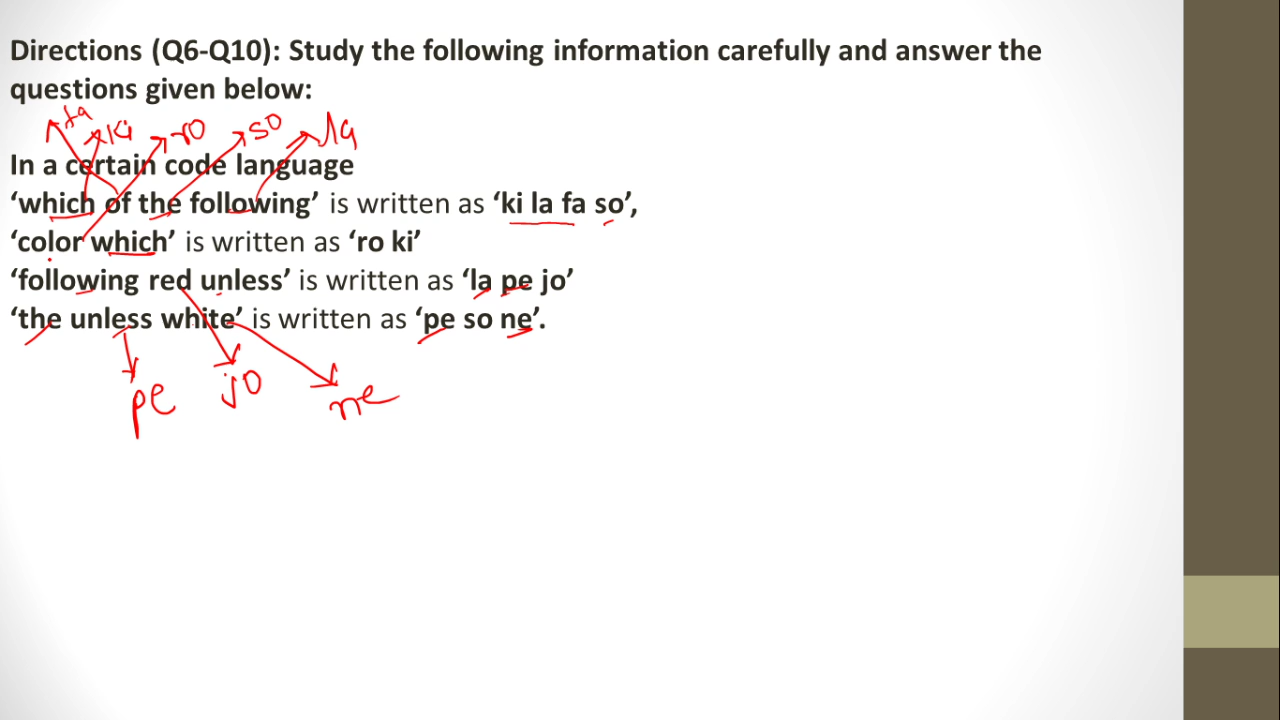 Directions (Q6-Q10): Study the following information carefully and answer the
questions given below:
fa ki ro so la
In a certain code language
‘which of the following’ is written as ‘ki la fa so’,
‘color which’ is written as ‘ro ki’
‘following red unless’ is written as ‘la pe jo’
‘the unless white’ is written as ‘pe so ne’.
pe jo ne